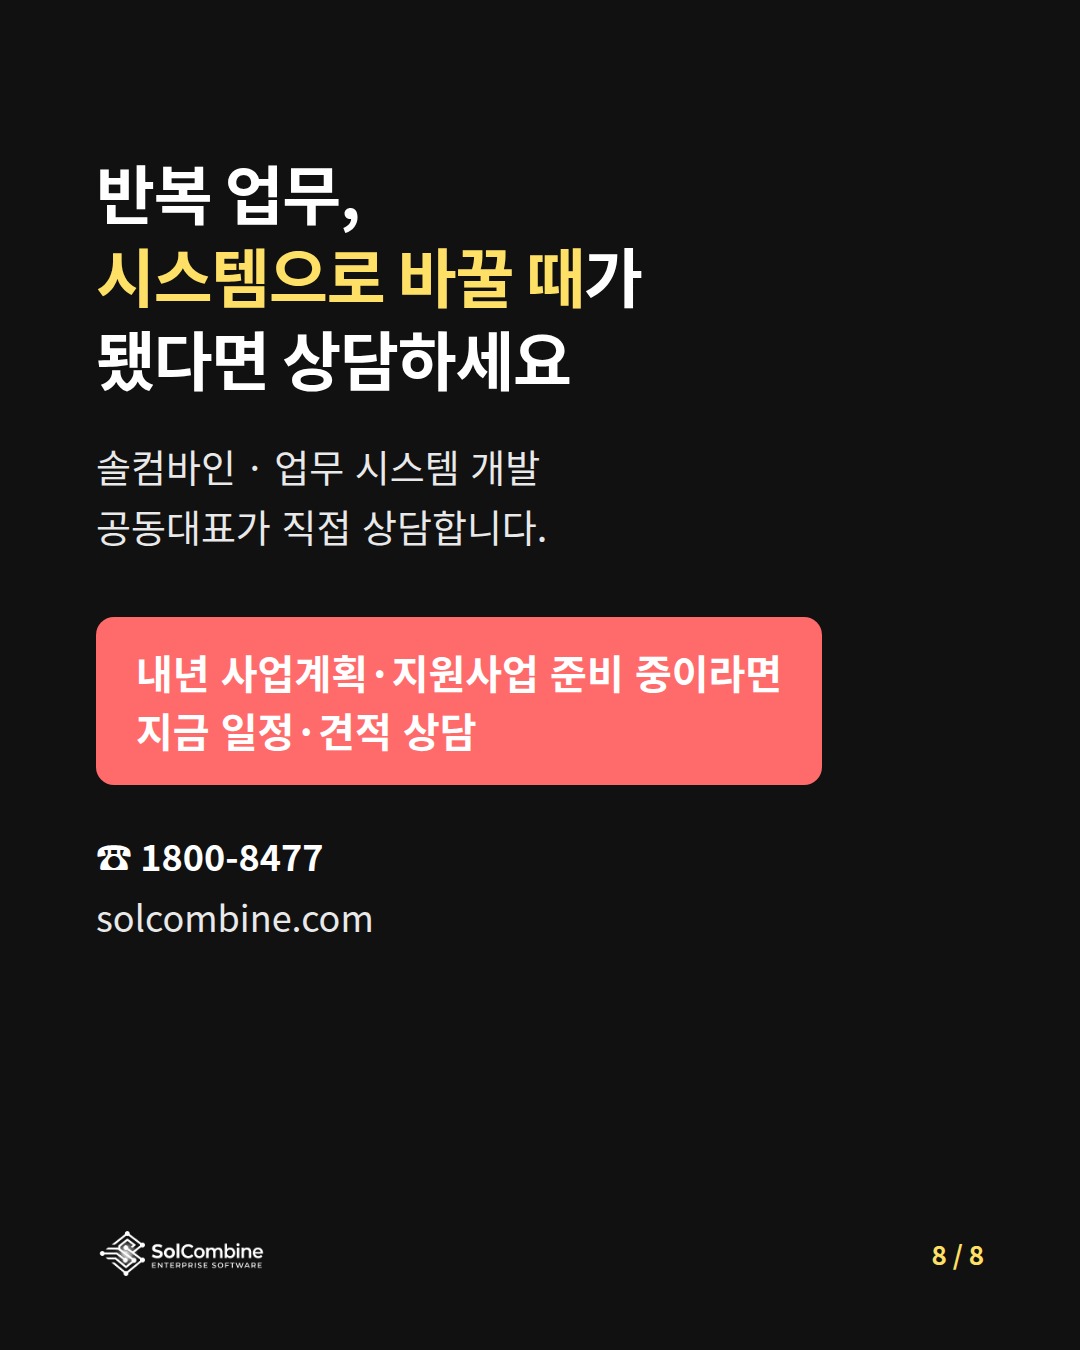 반복 업무,
시스템으로 바꿀 때가
됐다면 상담하세요
솔컴바인 · 업무 시스템 개발
공동대표가 직접 상담합니다.
내년 사업계획·지원사업 준비 중이라면
지금 일정·견적 상담
☎ 1800-8477
solcombine.com
SolCombine
ENTERPRISE SOFTWARE
8 / 8